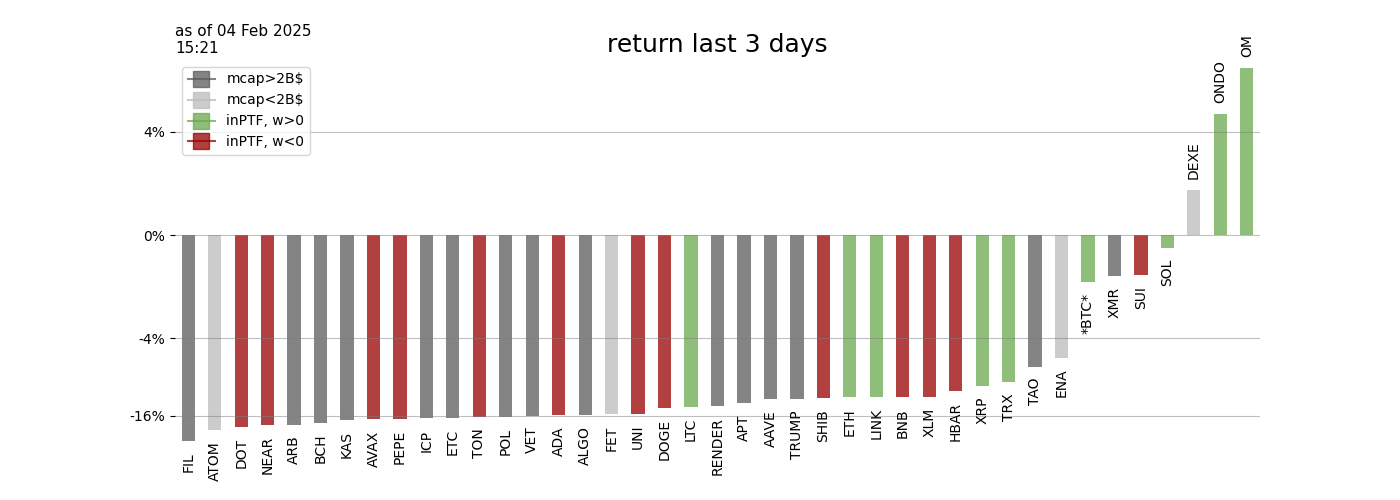 as of 04 Feb 2025
15:21
return last 3 days
mcap>2B$
mcap<2B$
inPTF, w>0
inPTF, w<0
4%
0%
-4%
-16%
FIL
ATOM
DOT
NEAR
ARB
BCH
KAS
AVAX
PEPE
ICP
ETC
TON
POL
VET
ADA
ALGO
FET
UNI
DOGE
LTC
RENDER
APT
AAVE
TRUMP
SHIB
ETH
LINK
BNB
XLM
HBAR
XRP
TRX
TAO
ENA
*BTC*
XMR
SUI
SOL
DEXE
ONDO
OM